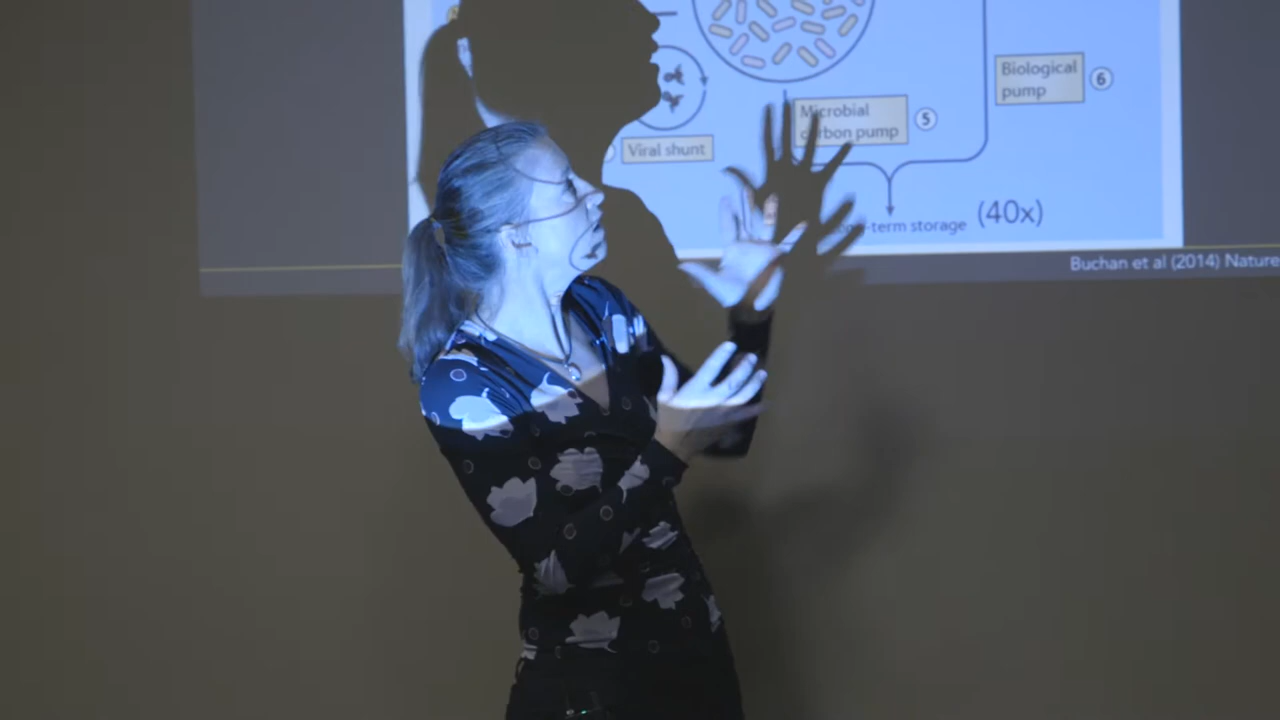 Biological
pump
6
Microbial
carbon pump
5
Viral shunt
-term storage
(40x)
Buchan et al (2014) Nature